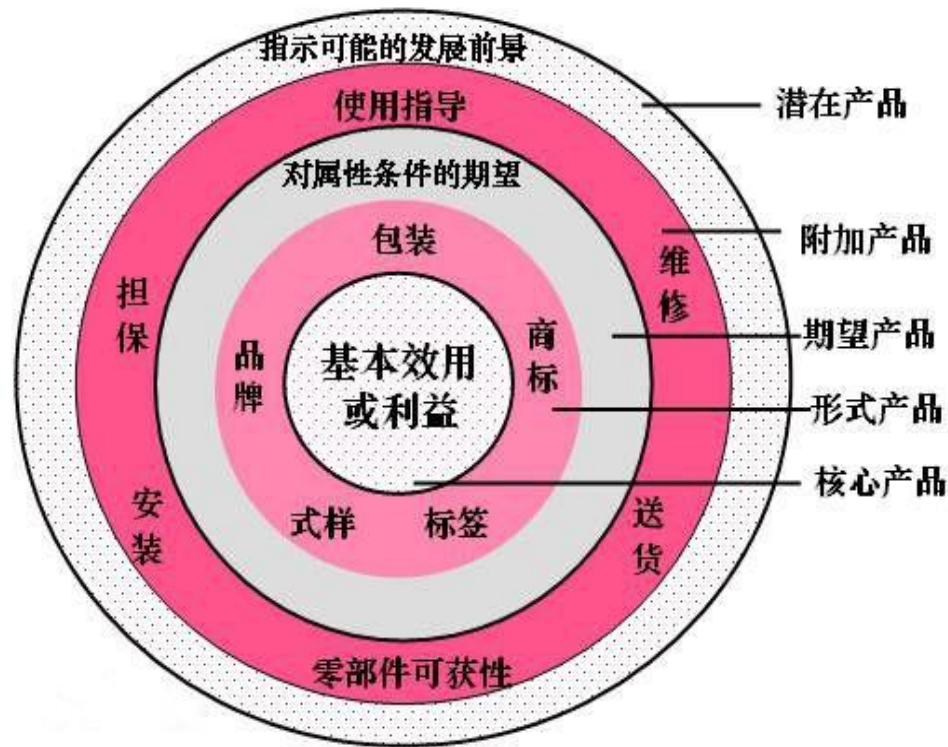 指示可能的发展前景
使用指导
对属性条件的期望
包装
担保
品牌
基本效用
或利益
商标
维修
式样
标签
安装
送货
零部件可获性
潜在产品
附加产品
期望产品
形式产品
核心产品